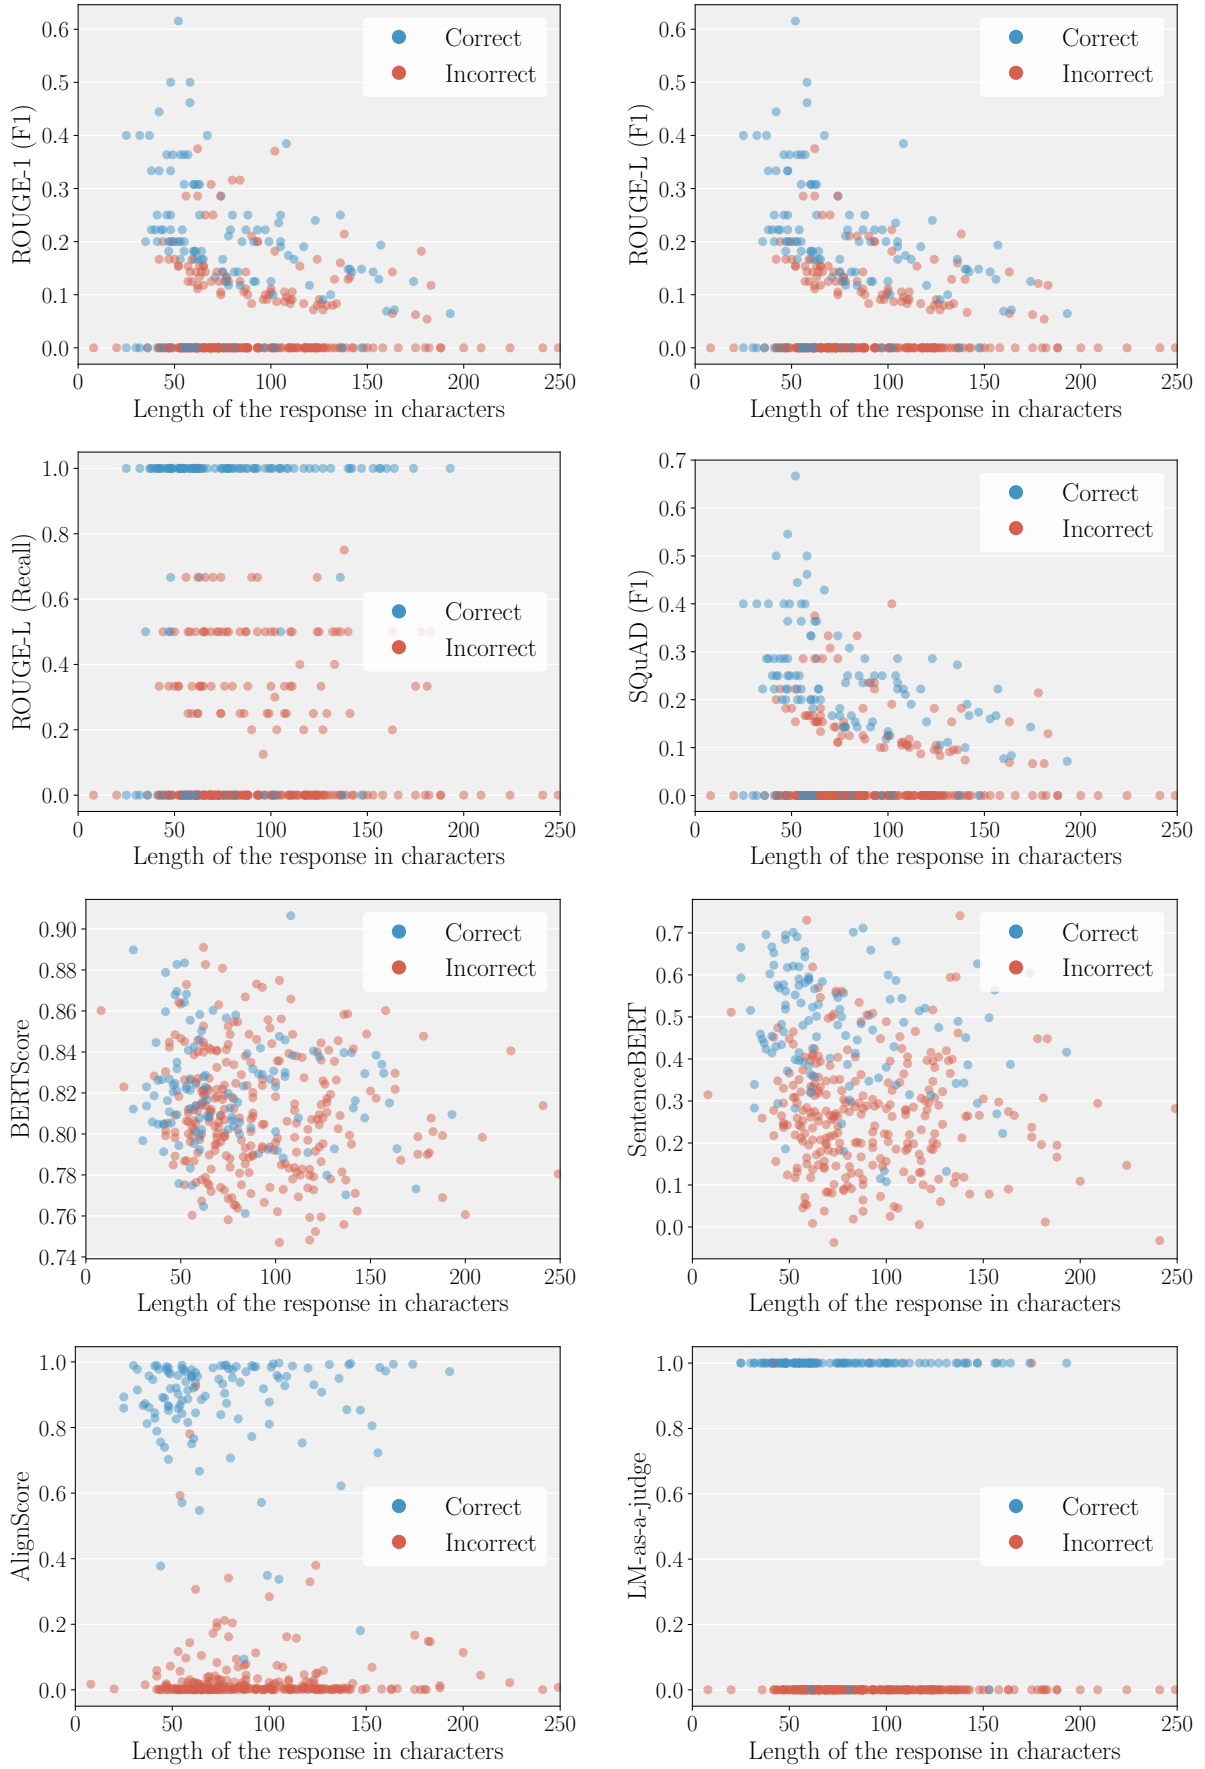 ROUGE-1 (F1)
0.6
0.5
0.4
0.3
0.2
0.1
0.0
Correct
Incorrect
0 50 100 150 200 250
Length of the response in characters
ROUGE-L (F1)
0.6
0.5
0.4
0.3
0.2
0.1
0.0
Correct
Incorrect
0 50 100 150 200 250
Length of the response in characters
ROUGE-L (Recall)
1.0
0.8
0.6
0.4
0.2
0.0
Correct
Incorrect
0 50 100 150 200 250
Length of the response in characters
SQuAD (F1)
0.7
0.6
0.5
0.4
0.3
0.2
0.1
0.0
Correct
Incorrect
0 50 100 150 200 250
Length of the response in characters
BERTScore
0.90
0.88
0.86
0.84
0.82
0.80
0.78
0.76
0.74
Correct
Incorrect
0 50 100 150 200 250
Length of the response in characters
SentenceBERT
0.7
0.6
0.5
0.4
0.3
0.2
0.1
0.0
Correct
Incorrect
0 50 100 150 200 250
Length of the response in characters
AlignScore
1.0
0.8
0.6
0.4
0.2
0.0
Correct
Incorrect
0 50 100 150 200 250
Length of the response in characters
LM-as-a-judge
1.0
0.8
0.6
0.4
0.2
0.0
Correct
Incorrect
0 50 100 150 200 250
Length of the response in characters